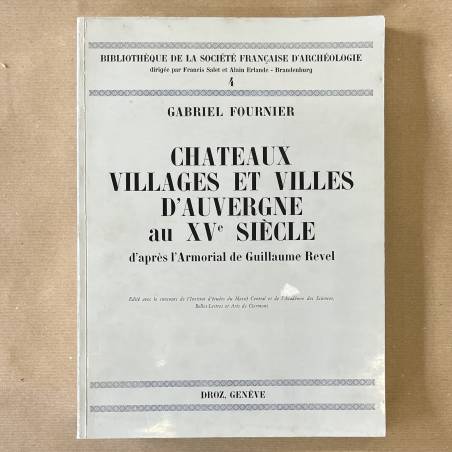 BIBLIOTHÈQUE DE LA SOCIÉTÉ FRANÇAISE D'ARCHÉOLOGIE
dirigée par Francis Salet et Alain Erlande - Brandenburg
4
GABRIEL FOURNIER
CHATEAUX
VILLAGES ET VILLES
D'AUVERGNE
au XVe SIÈCLE
d'après l'Armorial de Guillaume Revel
Edité avec le concours de l'Institut d'études du Massif Central et de l'Académie des Sciences,
Belles-Lettres et Arts de Clermont
DROZ, GENÈVE